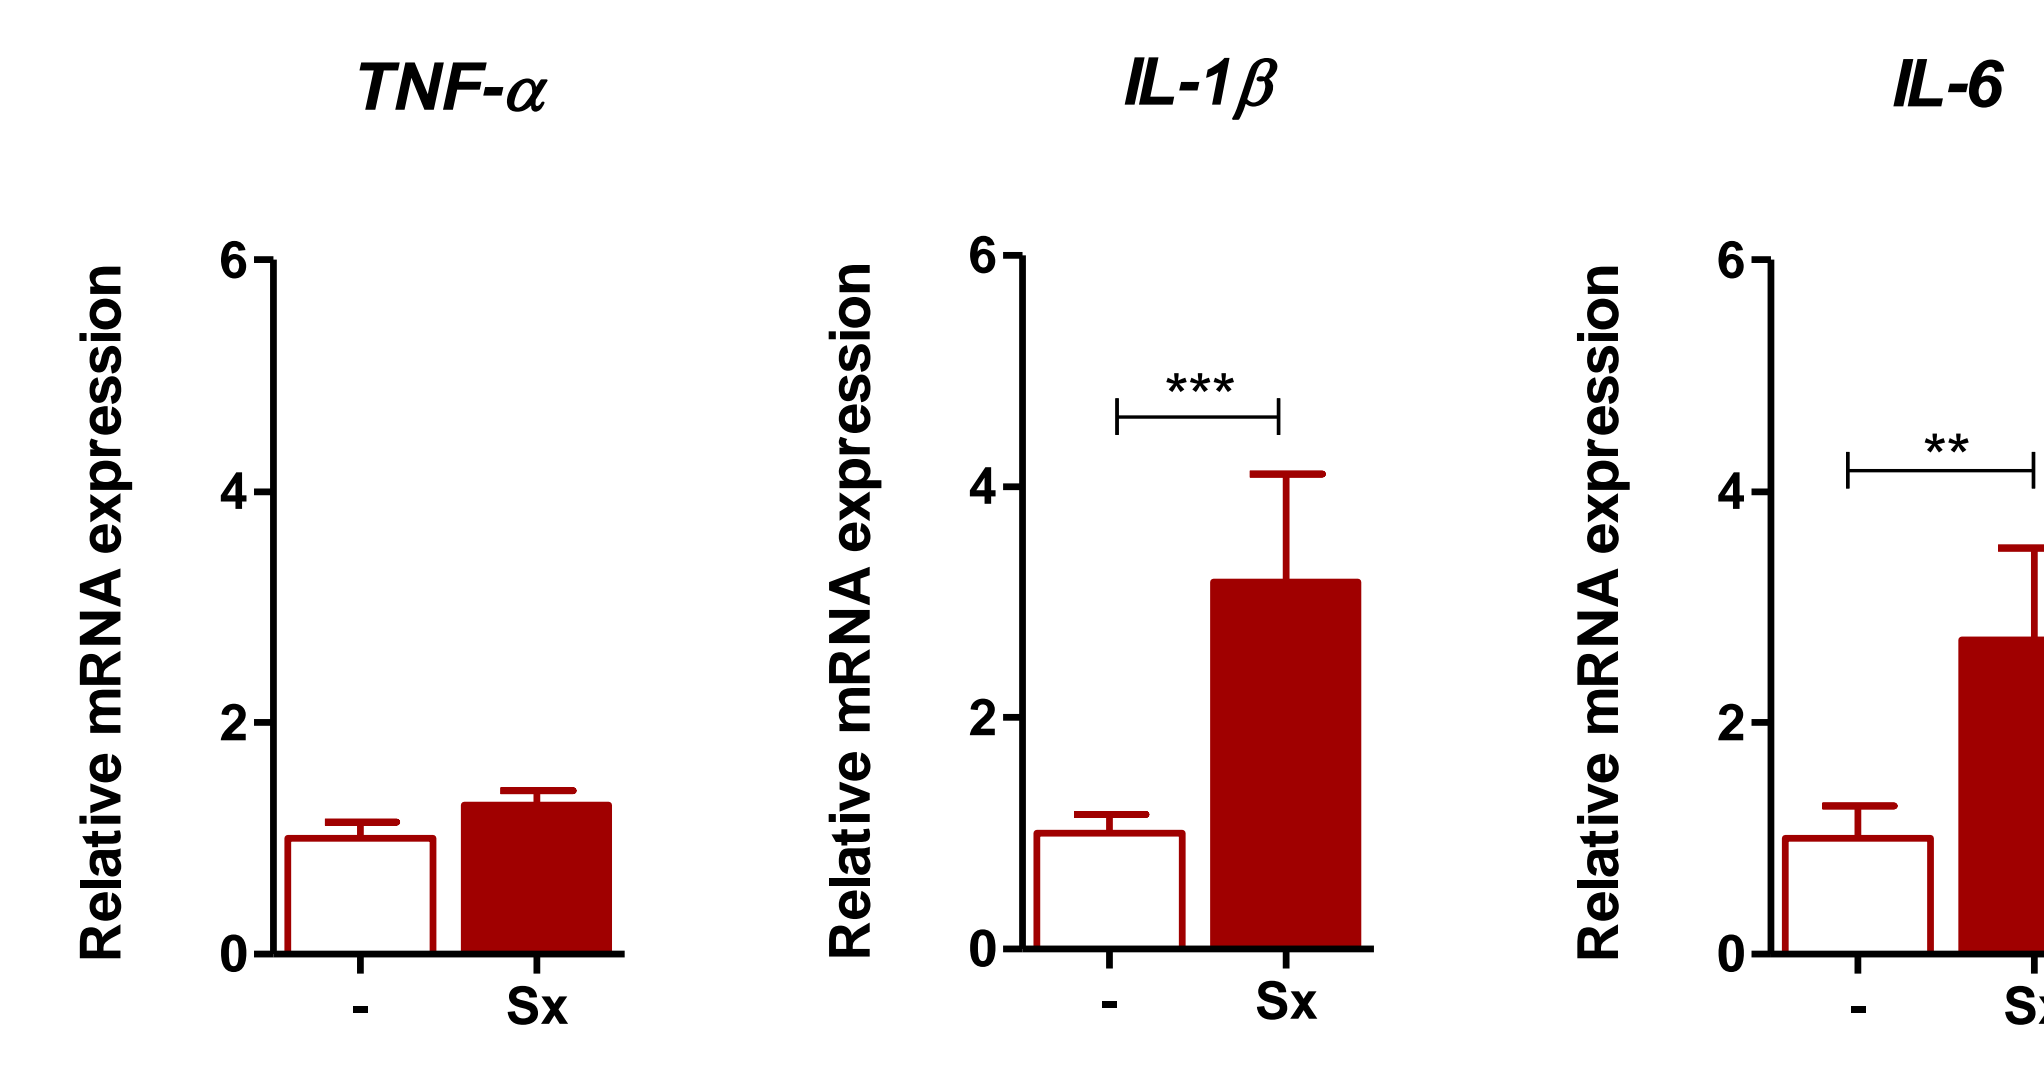 TNF-α
Relative mRNA expression
6
4
2
0
-
Sx
IL-1β
Relative mRNA expression
6
4
2
0
***
-
Sx
IL-6
Relative mRNA expression
6
4
2
0
**
-
S